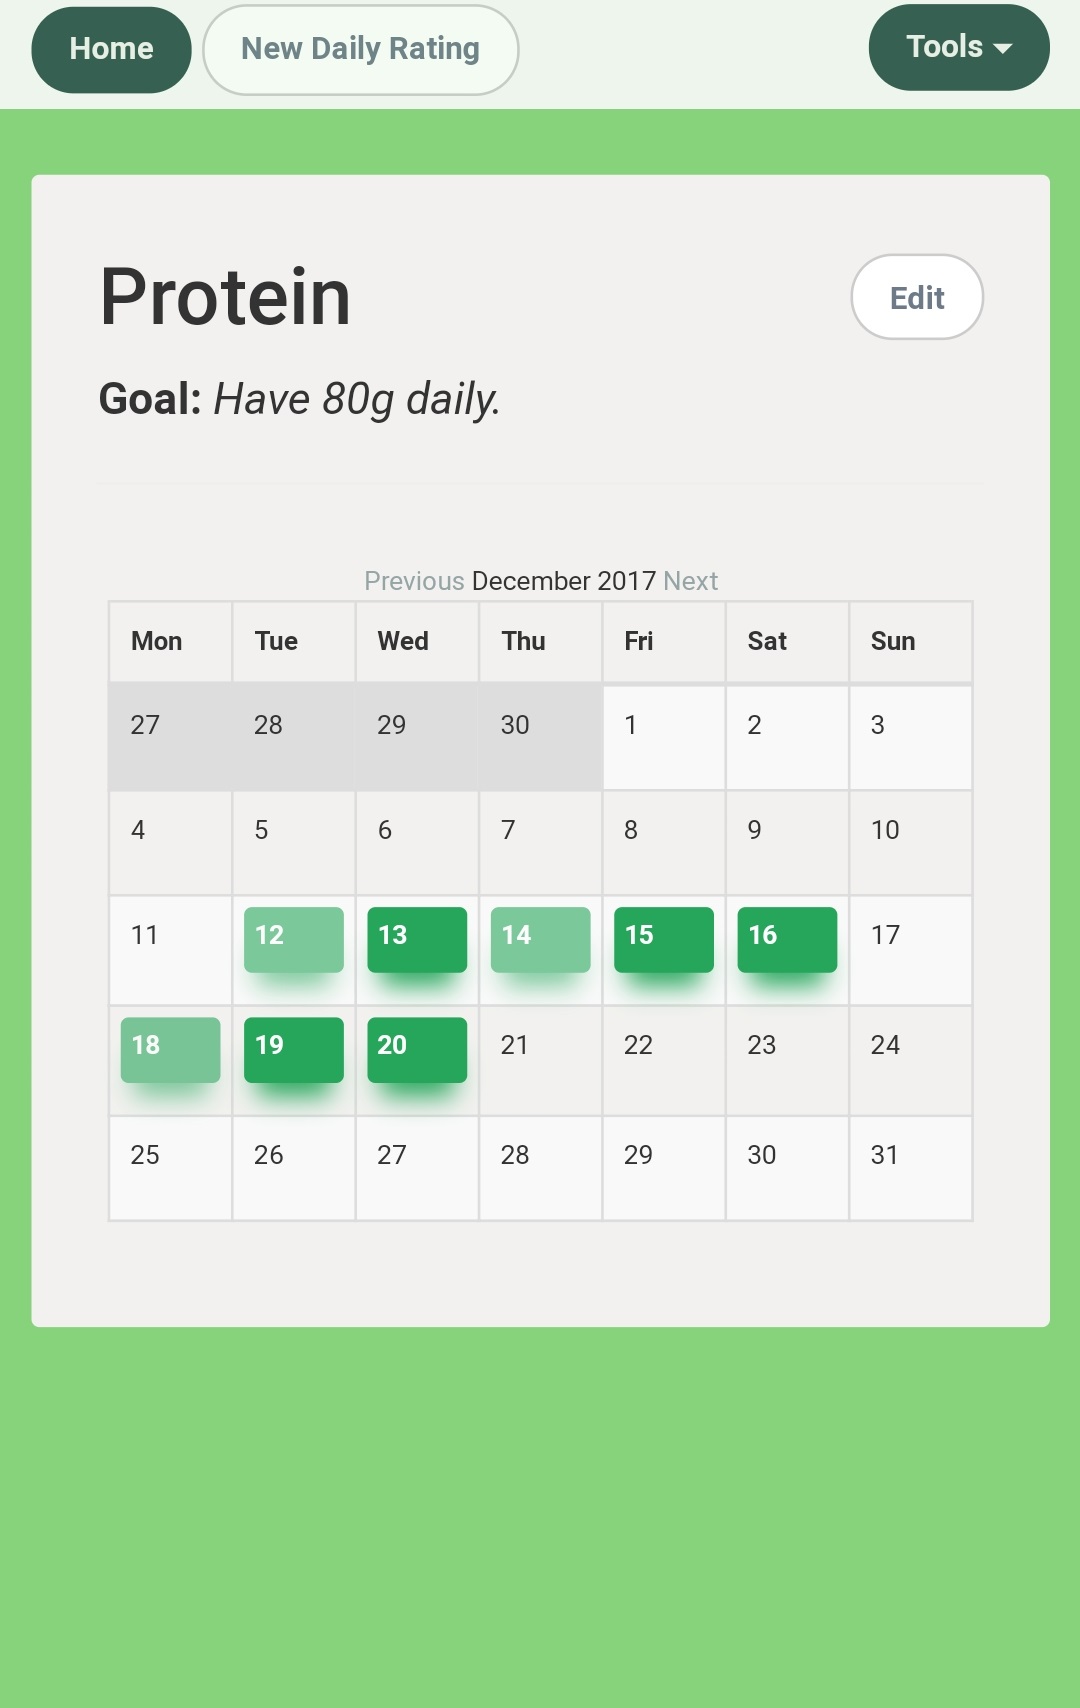 Home New Daily Rating Tools
Protein Edit
Goal: Have 80g daily.
Previous December 2017 Next
Mon Tue Wed Thu Fri Sat Sun
27 28 29 30 1 2 3
4 5 6 7 8 9 10
11 12 13 14 15 16 17
18 19 20 21 22 23 24
25 26 27 28 29 30 31